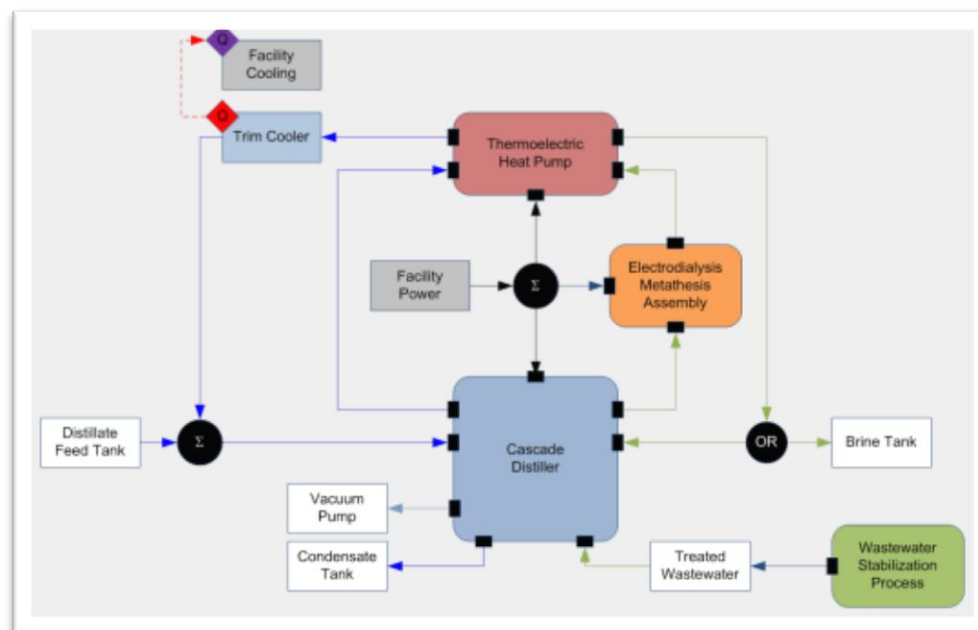 Q
Facility
Cooling
Q
Trim Cooler
Thermoelectric
Heat Pump
Facility
Power
Σ
Electrodialysis
Metathesis
Assembly
Distillate
Feed Tank
Σ
Cascade
Distiller
OR
Brine Tank
Vacuum
Pump
Condensate
Tank
Treated
Wastewater
Wastewater
Stabilization
Process